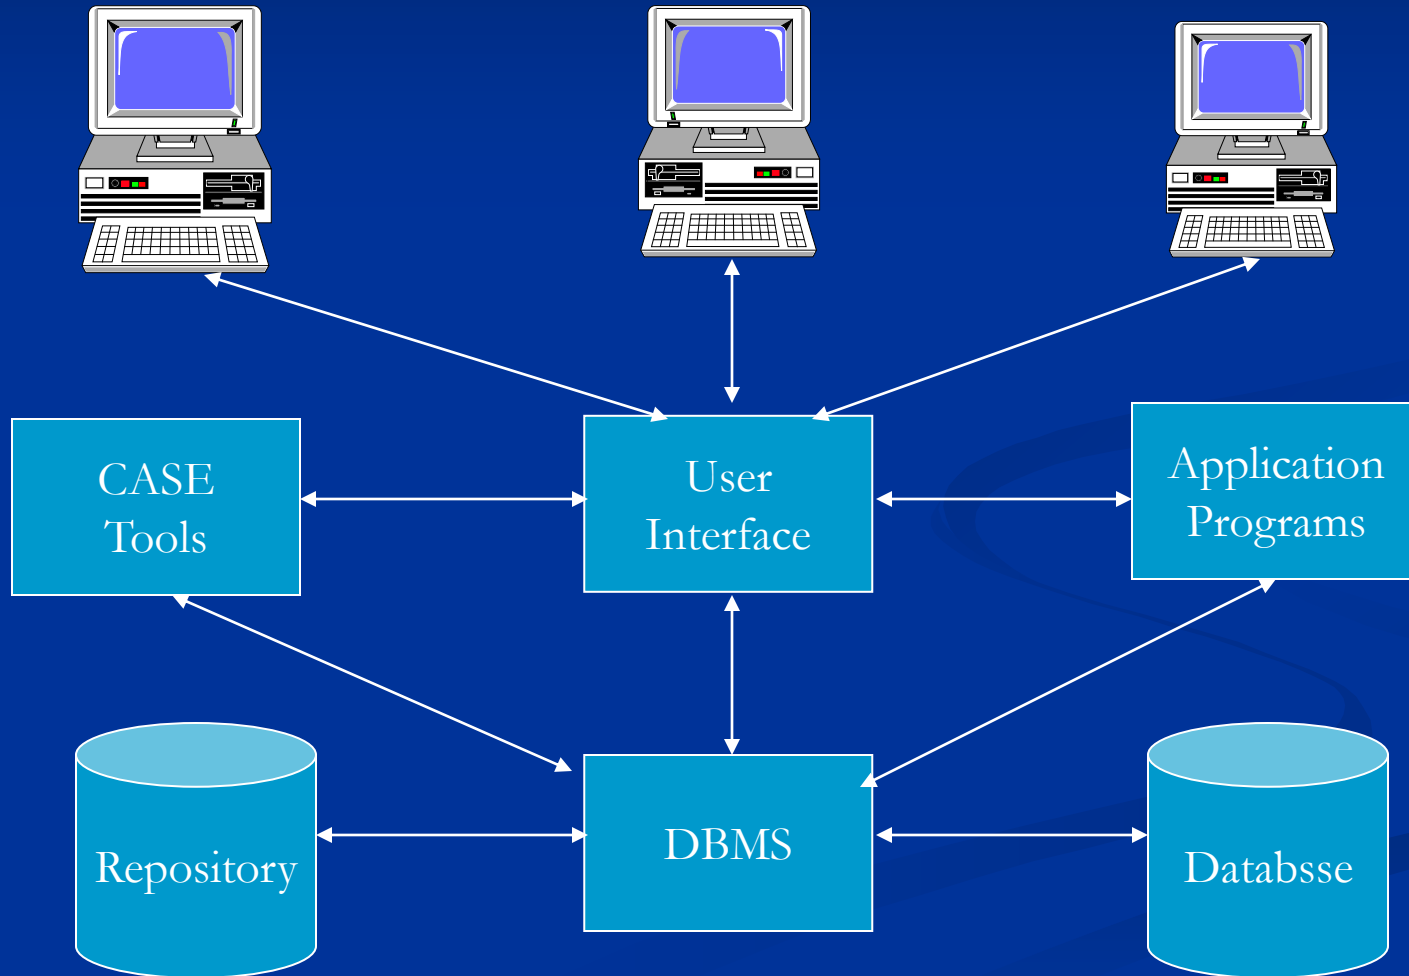 CASE
Tools
User
Interface
Application
Programs
Repository
DBMS
Databsse